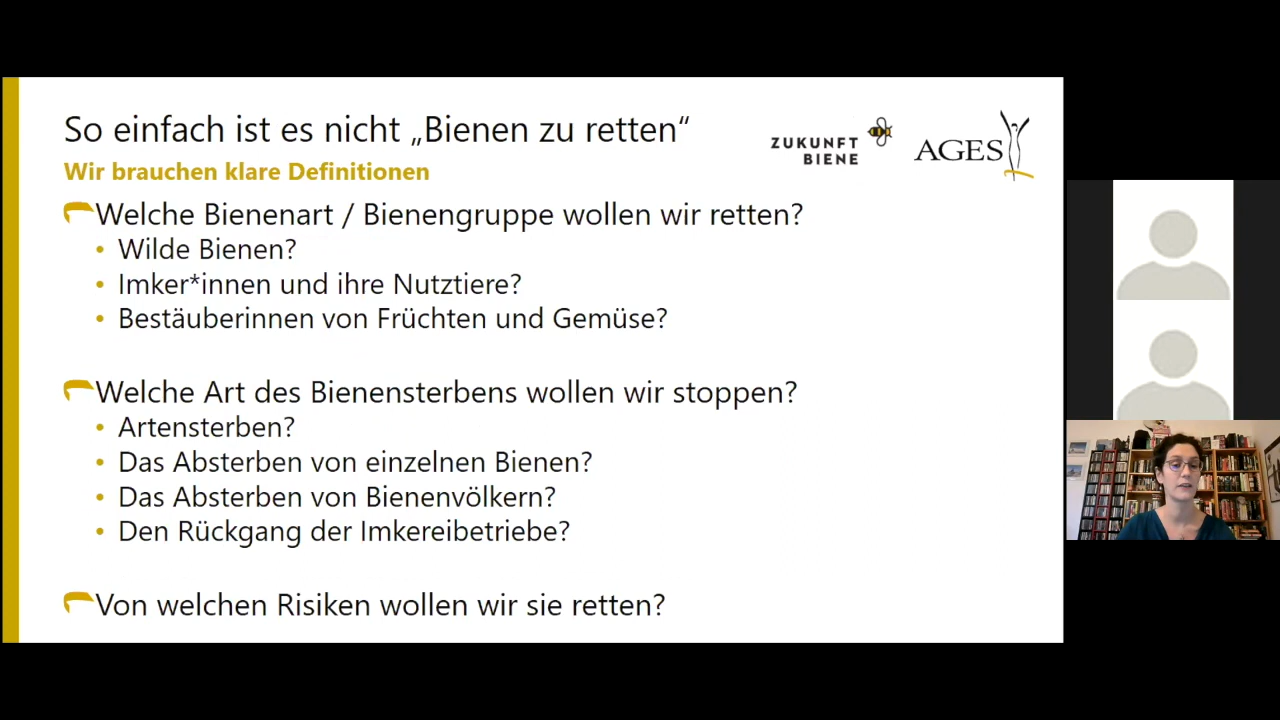 So einfach ist es nicht „Bienen zu retten“
Wir brauchen klare Definitionen
ZUKUNFT
BIENE
AGES
Welche Bienenart / Bienengruppe wollen wir retten?
• Wilde Bienen?
• Imker*innen und ihre Nutztiere?
• Bestäuberinnen von Früchten und Gemüse?
Welche Art des Bienensterbens wollen wir stoppen?
• Artensterben?
• Das Absterben von einzelnen Bienen?
• Das Absterben von Bienenvölkern?
• Den Rückgang der Imkereibetriebe?
Von welchen Risiken wollen wir sie retten?